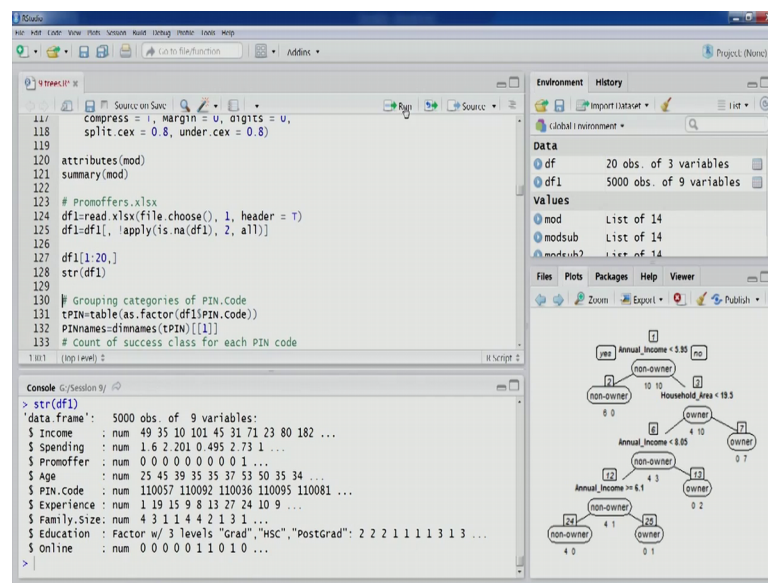 RStudio
File Edit Code View Plots Session Build Debug Profile Tools Help
Go to file/function
Addins
Project: (None)
9 trees.R*
Source on Save
Run
Source
117 compress = T, Margin = 0, digits = 0,
118 split.cex = 0.8, under.cex = 0.8)
119
120 attributes(mod)
121 summary(mod)
122
123 # Promoffers.xlsx
124 df1=read.xlsx(file.choose(), 1, header = T)
125 df1=df1[, !apply(is.na(df1), 2, all)]
126
127 df1[1:20,]
128 str(df1)
129
130 # Grouping categories of PIN.Code
131 tPIN=table(as.factor(df1$PIN.Code))
132 PINnames=dimnames(tPIN)[[1]]
133 # Count of success class for each PIN code
130:1 (Top Level) R Script
Console G:/Session 9/
> str(df1)
'data.frame': 5000 obs. of 9 variables:
$ Income : num 49 35 10 101 45 31 71 23 80 182 ...
$ Spending : num 1.6 2.201 0.495 2.73 1 ...
$ Promoffer : num 0 0 0 0 0 0 0 0 0 1 ...
$ Age : num 25 45 39 35 35 37 53 50 35 34 ...
$ PIN.Code : num 110057 110092 110036 110095 110081 ...
$ Experience : num 1 19 15 9 8 13 27 24 10 9 ...
$ Family.Size: num 4 3 1 1 4 4 2 1 3 1 ...
$ Education : Factor w/ 3 levels "Grad","HSC","PostGrad": 2 2 2 1 1 1 1 3 1 3 ...
$ Online : num 0 0 0 0 0 1 1 0 1 0 ...
>
Environment History
Import Dataset
List
Global Environment
Data
df 20 obs. of 3 variables
df1 5000 obs. of 9 variables
Values
mod List of 14
modsub List of 14
modsub2 List of 14
Files Plots Packages Help Viewer
Zoom Export Publish
1
yes Annual_Income < 5.95 no
non-owner
10 10
2 3
non-owner Household_Area < 19.5
6 0
owner
4 10
6 7
Annual_Income < 8.05 owner
0 7
non-owner
4 3
12 13
Annual_Income >= 6.1 owner
0 2
non-owner
4 1
24 25
non-owner owner
4 0 0 1